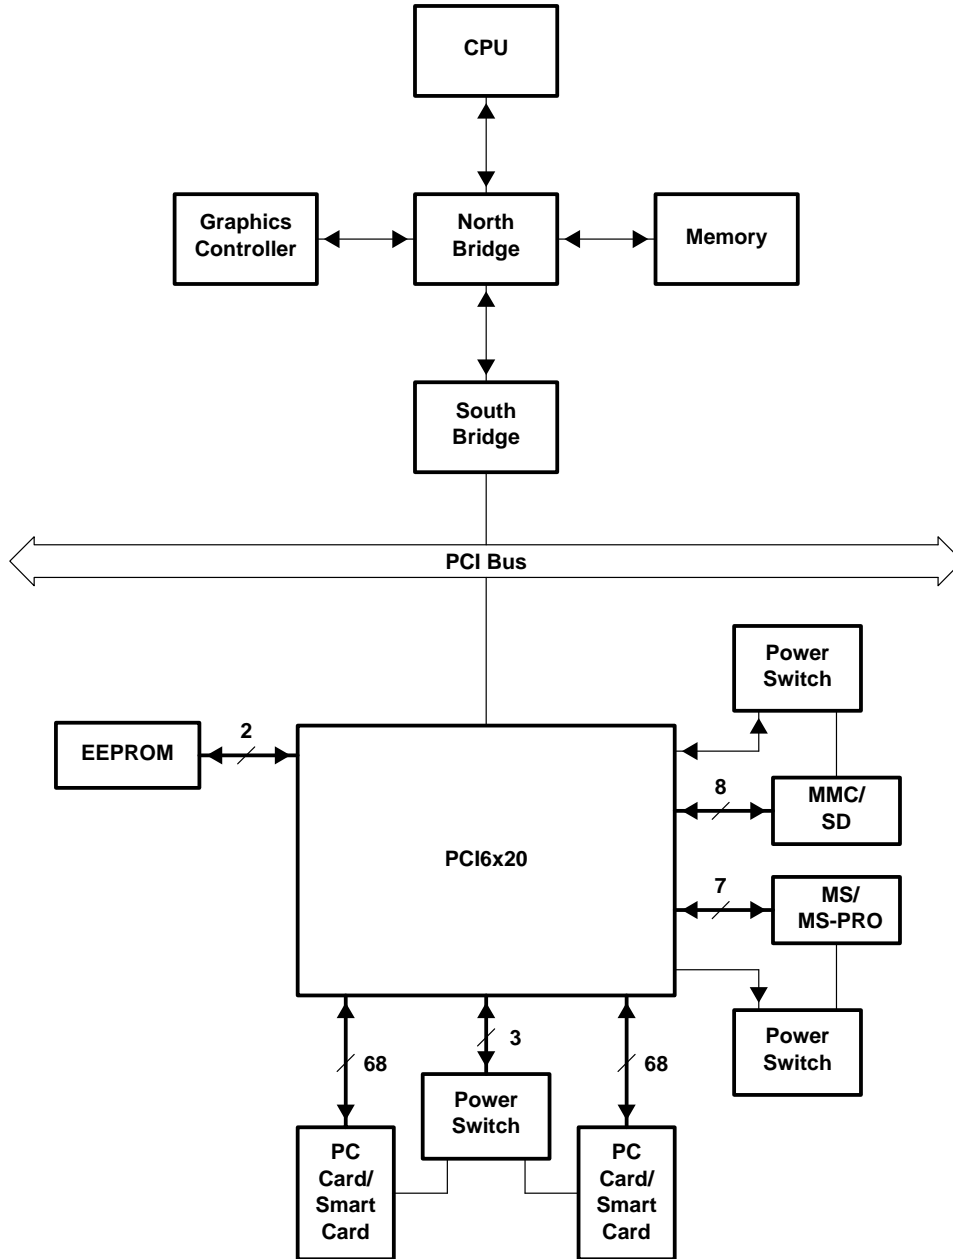 CPU
Graphics
Controller
North
Bridge
Memory
South
Bridge
PCI Bus
Power
Switch
EEPROM
2
8
MMC/
SD
PCI6x20
7
MS/
MS-PRO
Power
Switch
68
3
68
Power
Switch
PC
Card/
Smart
Card
PC
Card/
Smart
Card